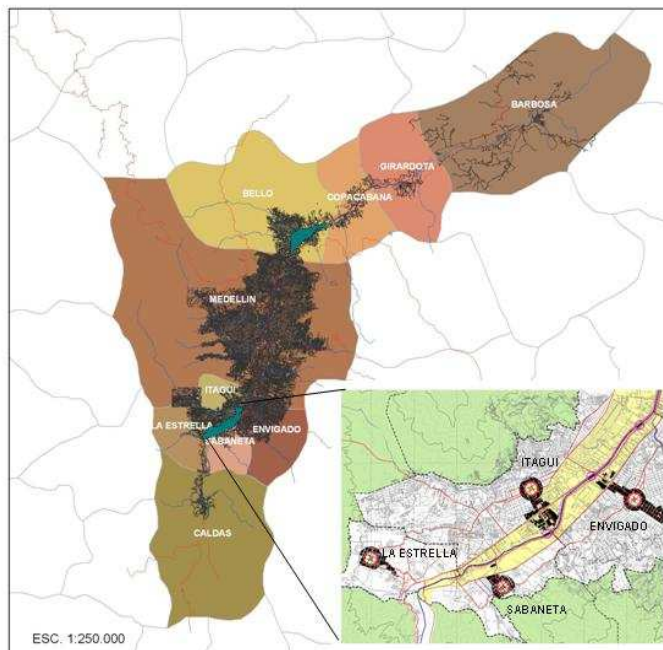 BARBOSA
GIRARDOTA
COPACABANA
BELLO
MEDELLIN
ITAGUI
LA ESTRELLA
ENVIGADO
SABANETA
CALDAS
ESC. 1:250.000
ITAGUI
ENVIGADO
LA ESTRELLA
SABANETA